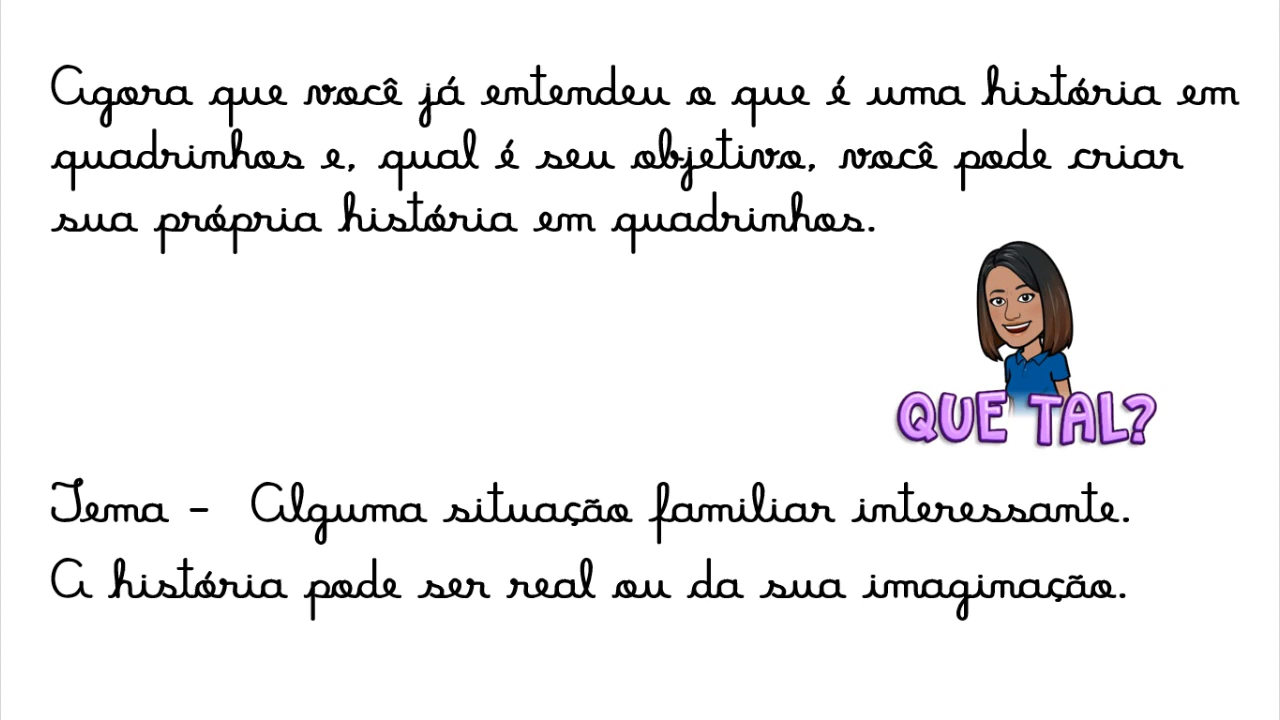 Agora que você já entendeu o que é uma história em
quadrinhos e, qual é seu objetivo, você pode criar
sua própria história em quadrinhos.
QUE TAL?
Tema - Alguma situação familiar interessante.
A história pode ser real ou da sua imaginação.